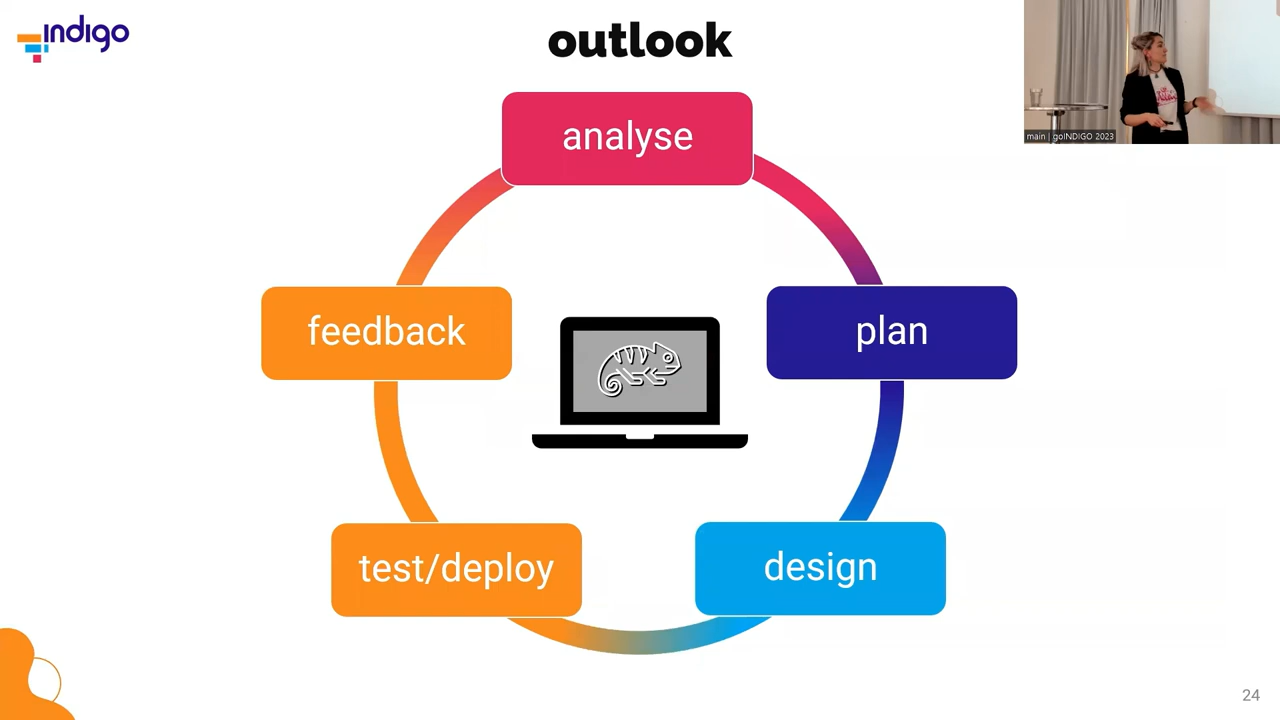 indigo
outlook
analyse
main | goINDIGO 2023
feedback
plan
test/deploy
design
24